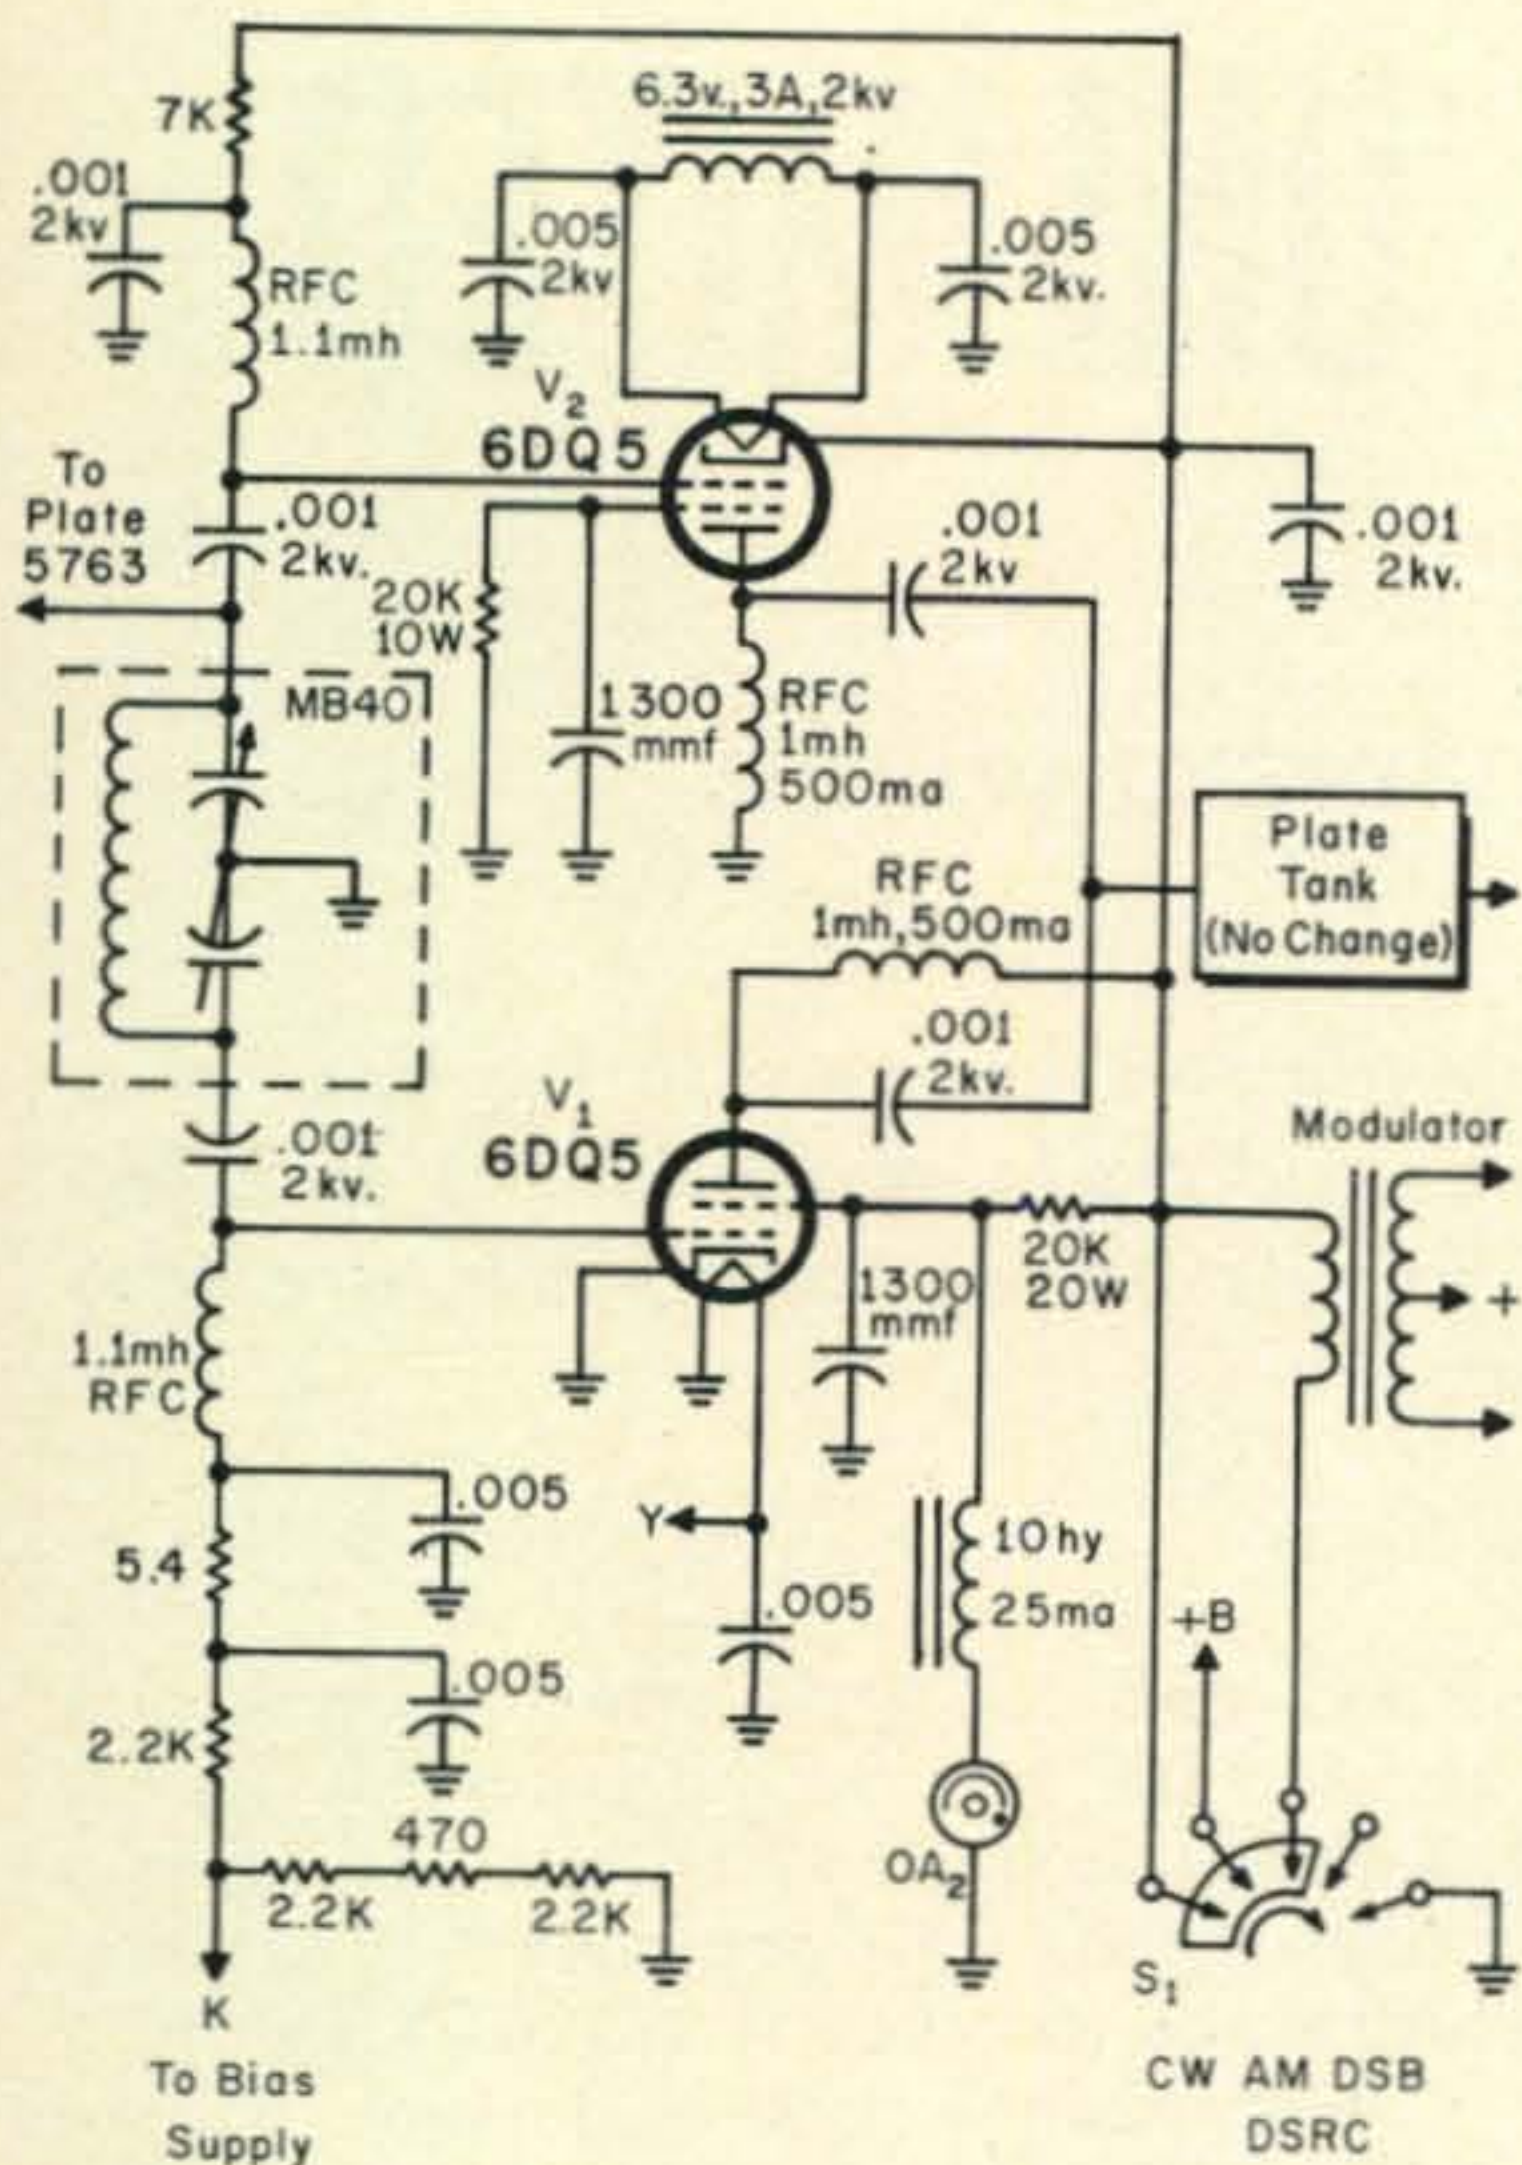 6.3v.,3A,2kv
7K
.001
2kv
RFC
1.1mh
.005
2kv
.005
2kv.
V2
6DQ5
To
Plate
5763
.001
2kv.
.001
2kv
.001
2kv.
20K
10W
MB40
1300
mmf
RFC
1mh
500ma
Plate
Tank
(No Change)
RFC
1mh,500ma
.001
2kv.
V1
6DQ5
.001
2kv.
Modulator
+
20K
20W
1300
mmf
1.1mh
RFC
.005
5.4
Y
10hy
25ma
.005
+B
.005
2.2K
470
2.2K
2.2K
OA2
S1
K
To Bias
Supply
CW AM DSB
DSRC